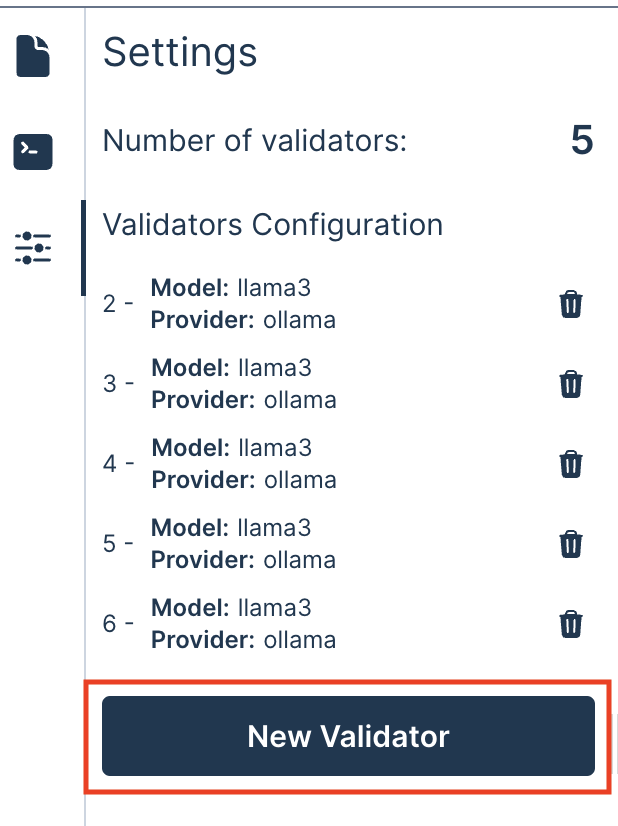 Settings
Number of validators: 5
Validators Configuration
2 - Model: llama3
Provider: ollama
3 - Model: llama3
Provider: ollama
4 - Model: llama3
Provider: ollama
5 - Model: llama3
Provider: ollama
6 - Model: llama3
Provider: ollama
New Validator